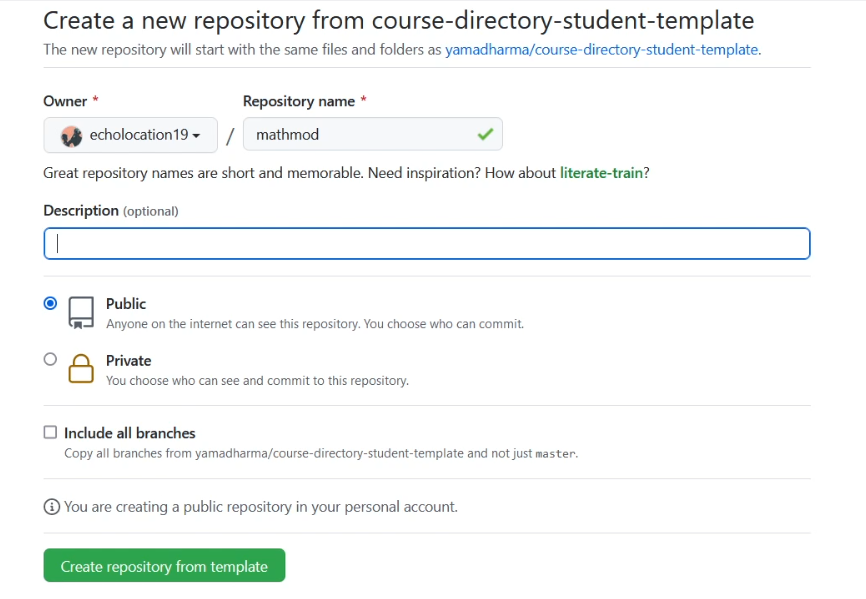 Create a new repository from course-directory-student-template
The new repository will start with the same files and folders as yamadharma/course-directory-student-template.
Owner * Repository name *
echolocation19 / mathmod
Great repository names are short and memorable. Need inspiration? How about literate-train?
Description (optional)
Public
Anyone on the internet can see this repository. You choose who can commit.
Private
You choose who can see and commit to this repository.
Include all branches
Copy all branches from yamadharma/course-directory-student-template and not just master.
You are creating a public repository in your personal account.
Create repository from template